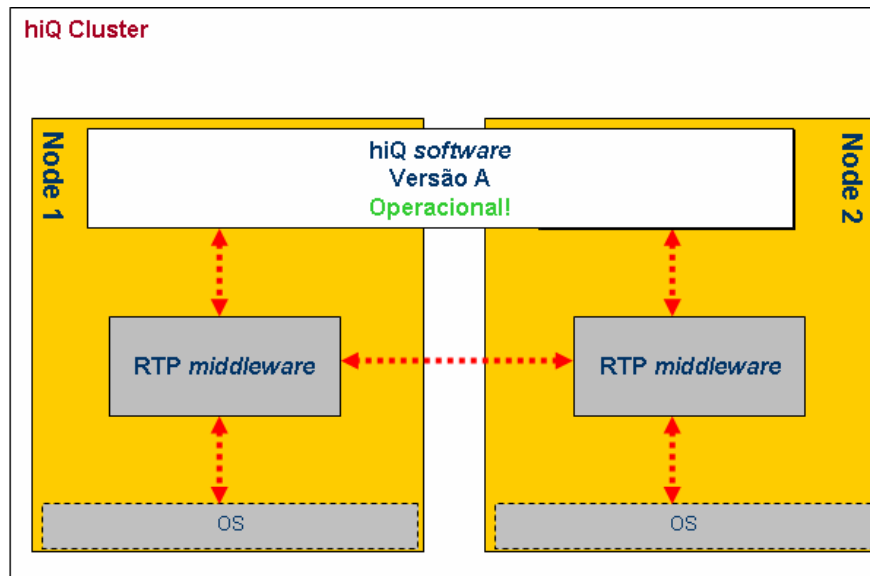 hiQ Cluster
Node 1
hiQ software
Versão A
Operacional!
Node 2
RTP middleware
RTP middleware
OS
OS